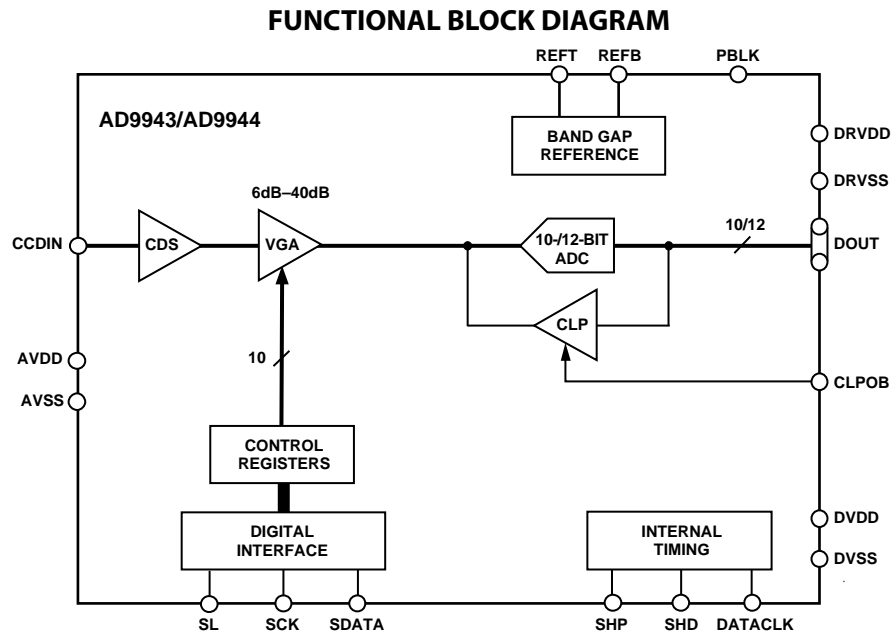 FUNCTIONAL BLOCK DIAGRAM
REFT REFB PBLK
AD9943/AD9944
BAND GAP
REFERENCE
DRVDD
DRVSS
6dB–40dB
CCDIN
CDS
VGA
10-/12-BIT
ADC
10/12
DOUT
CLP
10
AVDD
AVSS
CLPOB
CONTROL
REGISTERS
DIGITAL
INTERFACE
INTERNAL
TIMING
DVDD
DVSS
SL SCK SDATA SHP SHD DATACLK